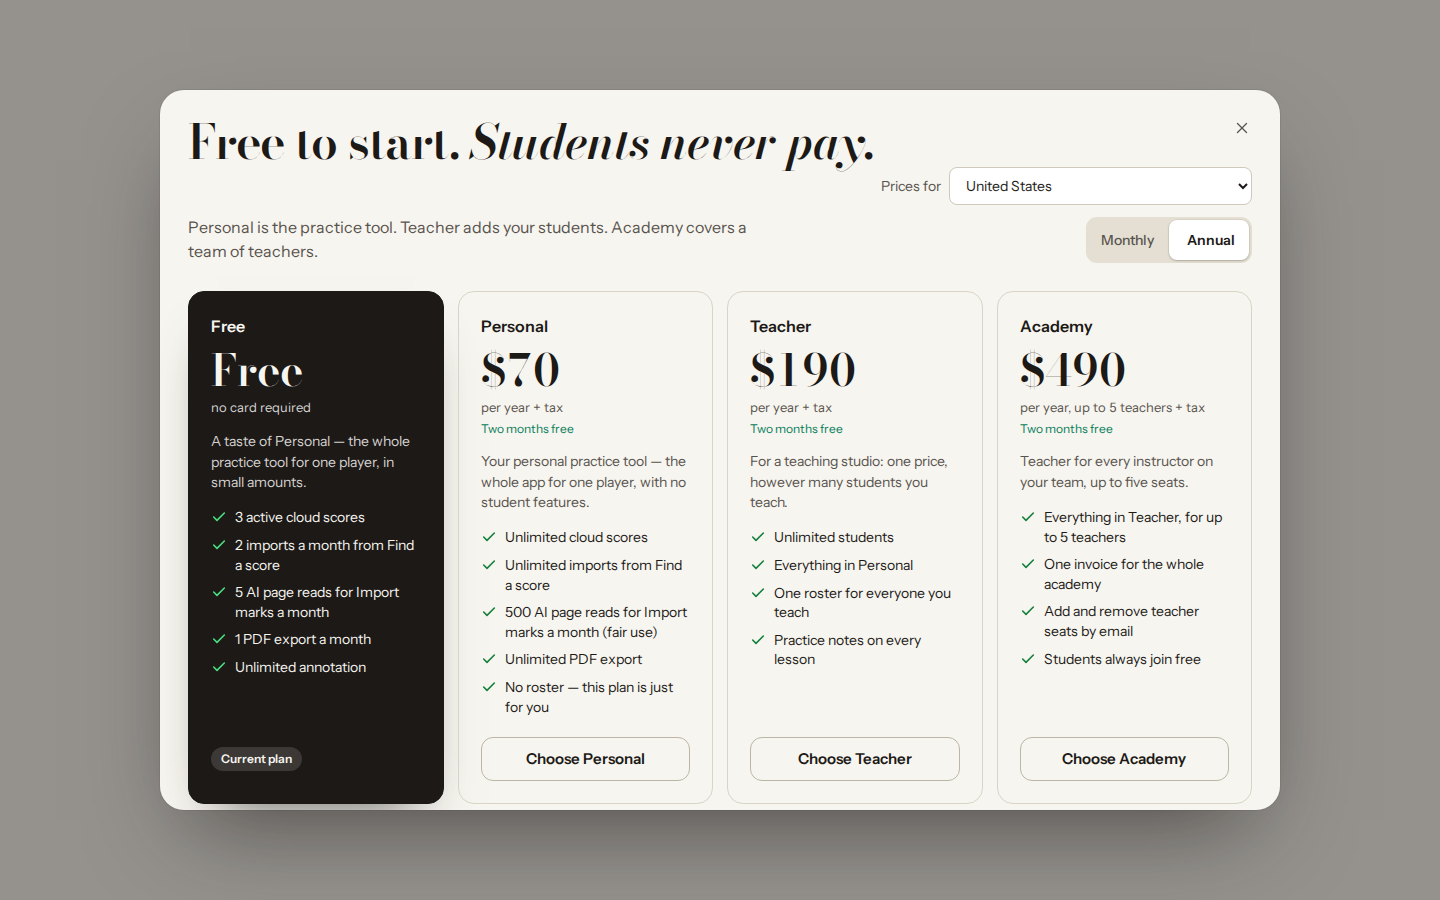 Free to start. Students never pay.
Prices for United States
Personal is the practice tool. Teacher adds your students. Academy covers a
team of teachers.
Monthly Annual
Free
Free
no card required
A taste of Personal — the whole
practice tool for one player, in
small amounts.
3 active cloud scores
2 imports a month from Find
a score
5 AI page reads for Import
marks a month
1 PDF export a month
Unlimited annotation
Current plan
Personal
$70
per year + tax
Two months free
Your personal practice tool — the
whole app for one player, with no
student features.
Unlimited cloud scores
Unlimited imports from Find
a score
500 AI page reads for Import
marks a month (fair use)
Unlimited PDF export
No roster — this plan is just
for you
Choose Personal
Teacher
$190
per year + tax
Two months free
For a teaching studio: one price,
however many students you
teach.
Unlimited students
Everything in Personal
One roster for everyone you
teach
Practice notes on every
lesson
Choose Teacher
Academy
$490
per year, up to 5 teachers + tax
Two months free
Teacher for every instructor on
your team, up to five seats.
Everything in Teacher, for up
to 5 teachers
One invoice for the whole
academy
Add and remove teacher
seats by email
Students always join free
Choose Academy